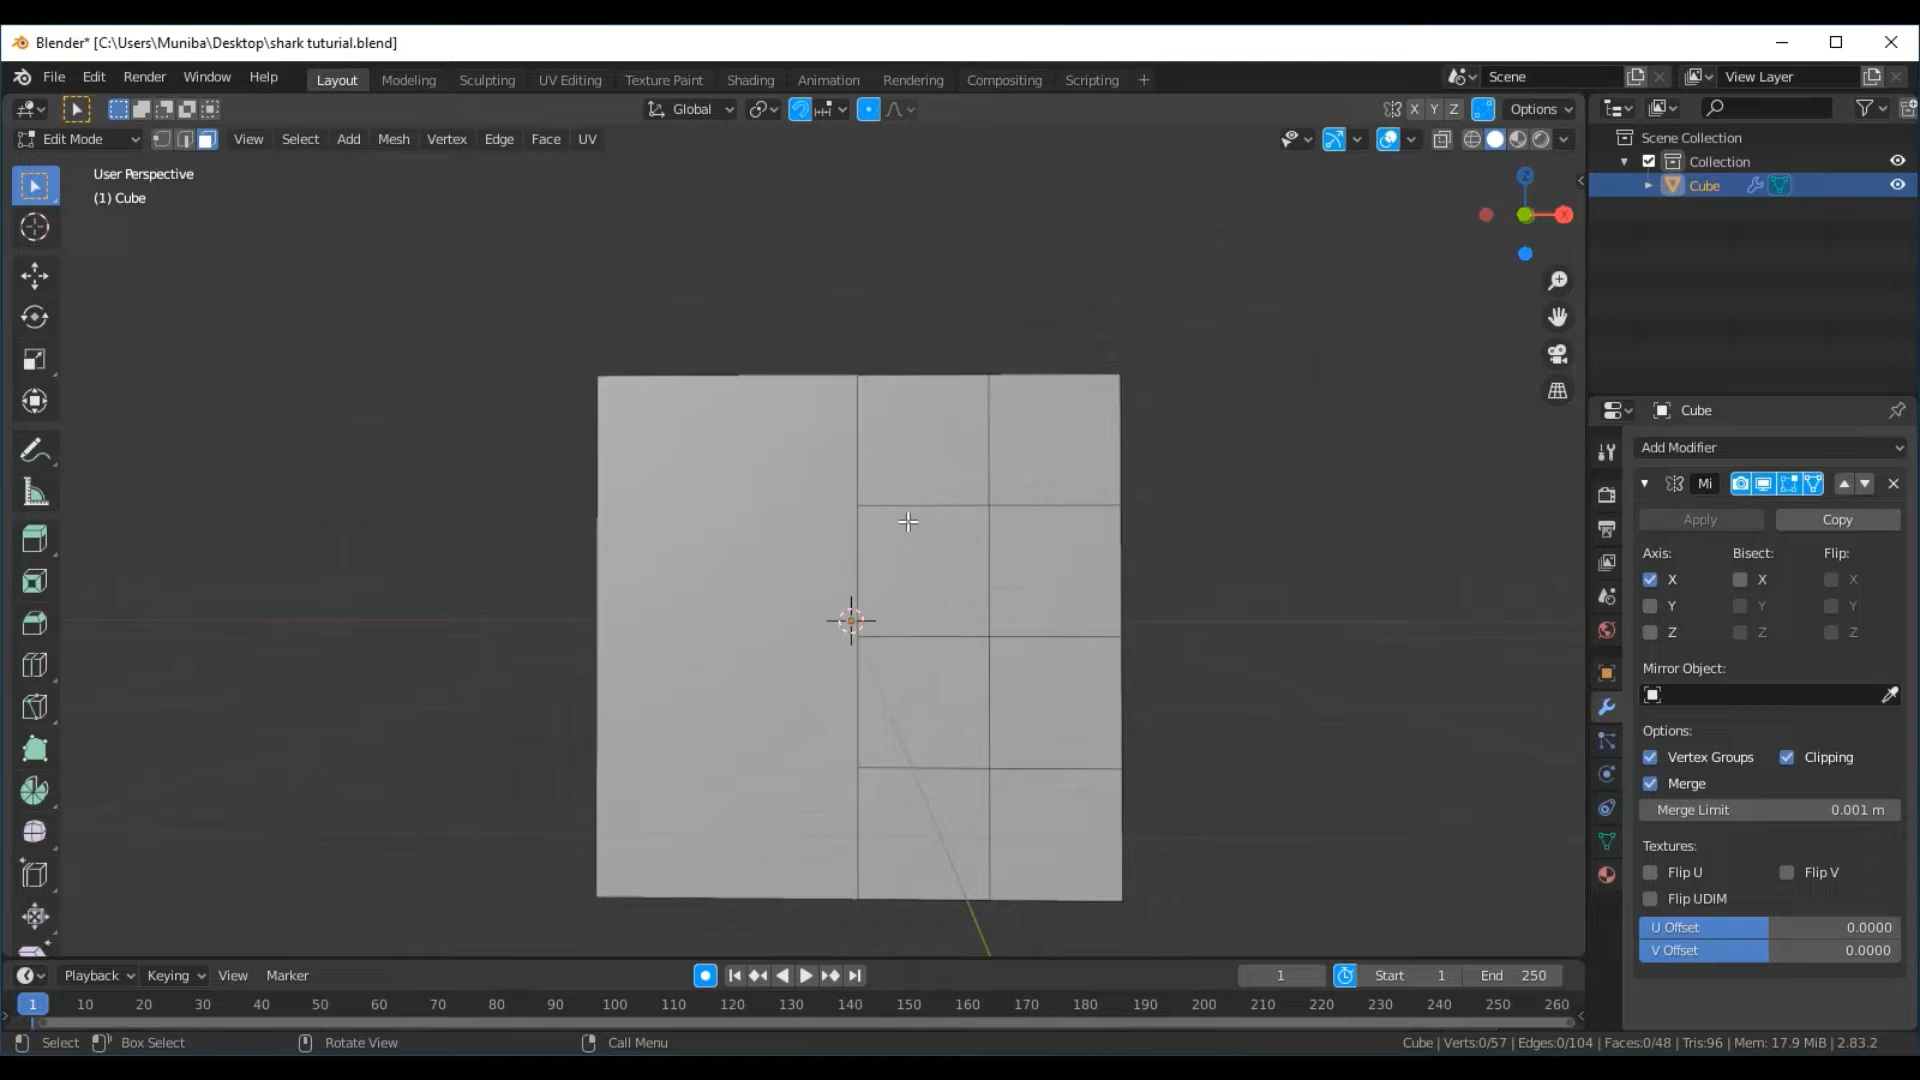 Blender* [C:\Users\Muniba\Desktop\shark tuturial.blend]
File Edit Render Window Help Layout Modeling Sculpting UV Editing Texture Paint Shading Animation Rendering Compositing Scripting + Scene View Layer
Global X Y Z Options
Edit Mode View Select Add Mesh Vertex Edge Face UV
Scene Collection
Collection
Cube
User Perspective
(1) Cube
Z
X
Cube
Add Modifier
Mi
Apply Copy
Axis: Bisect: Flip:
X X X
Y Y Y
Z Z Z
Mirror Object:
Options:
Vertex Groups Clipping
Merge
Merge Limit 0.001 m
Textures:
Flip U Flip V
Flip UDIM
U Offset 0.0000
V Offset 0.0000
Playback Keying View Marker 1 Start 1 End 250
1 10 20 30 40 50 60 70 80 90 100 110 120 130 140 150 160 170 180 190 200 210 220 230 240 250 260
Select Box Select Rotate View Call Menu Cube | Verts:0/57 | Edges:0/104 | Faces:0/48 | Tris:96 | Mem: 17.9 MiB | 2.83.2